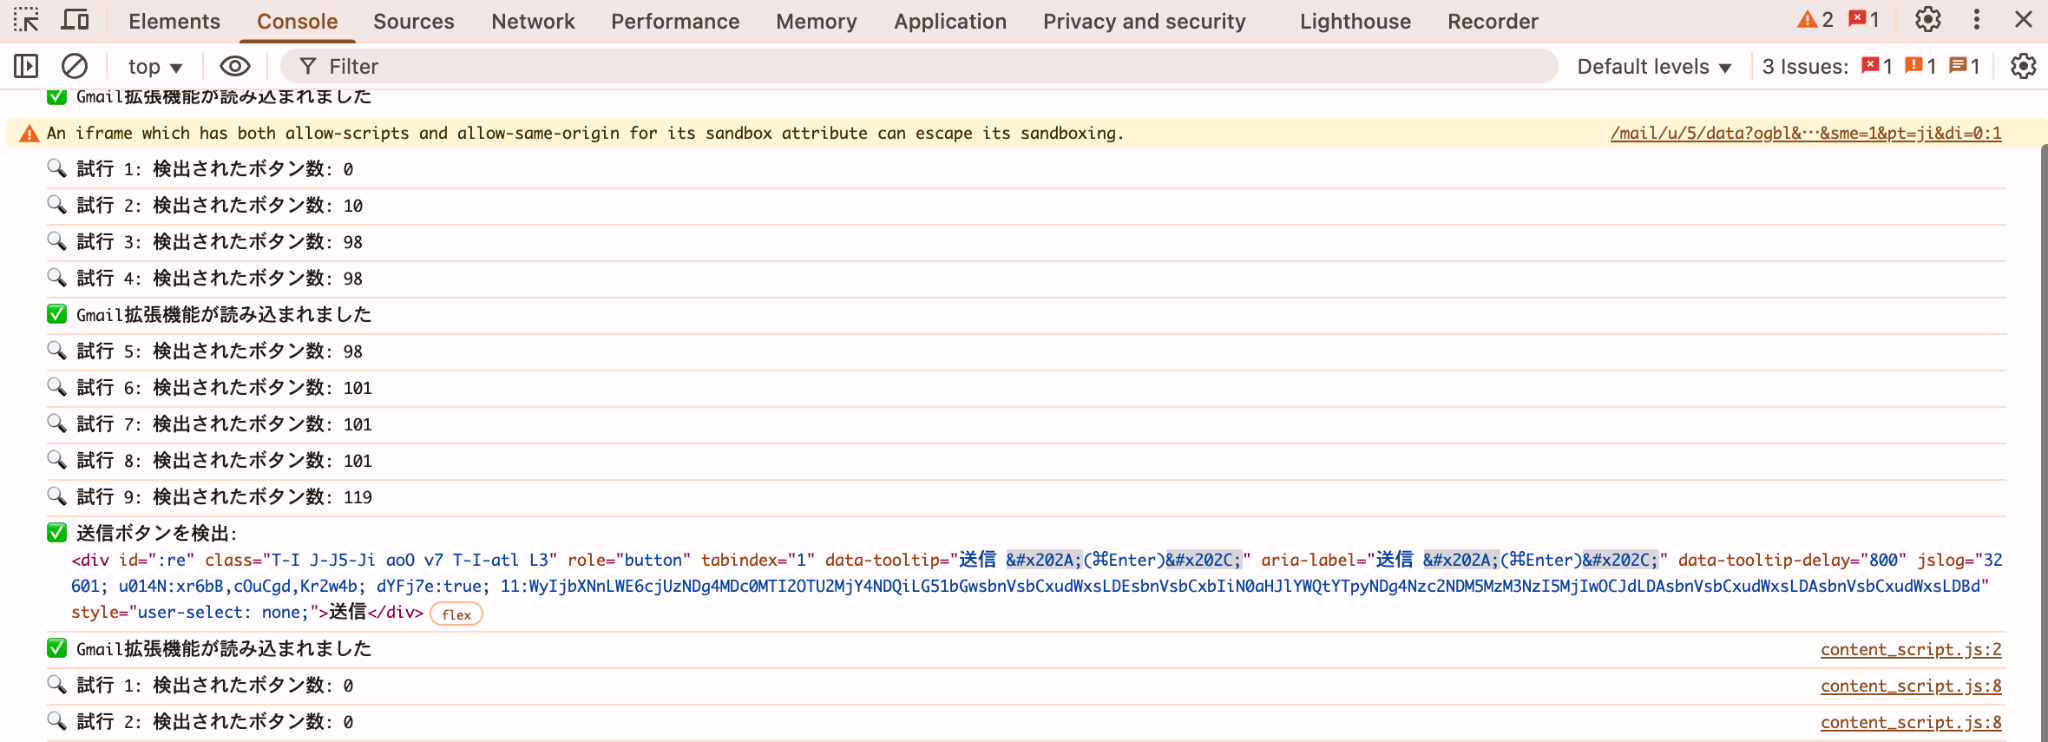 Elements Console Sources Network Performance Memory Application Privacy and security Lighthouse Recorder 2 1
top Filter Default levels 3 Issues: 1 1 1
✅ Gmail拡張機能が読み込まれました
An iframe which has both allow-scripts and allow-same-origin for its sandbox attribute can escape its sandboxing. /mail/u/5/data?ogbl&…&sme=1&pt=ji&di=0:1
🔍 試行 1: 検出されたボタン数: 0
🔍 試行 2: 検出されたボタン数: 10
🔍 試行 3: 検出されたボタン数: 98
🔍 試行 4: 検出されたボタン数: 98
✅ Gmail拡張機能が読み込まれました
🔍 試行 5: 検出されたボタン数: 98
🔍 試行 6: 検出されたボタン数: 101
🔍 試行 7: 検出されたボタン数: 101
🔍 試行 8: 検出されたボタン数: 101
🔍 試行 9: 検出されたボタン数: 119
✅ 送信ボタンを検出:
<div id=":re" class="T-I J-J5-Ji aoO v7 T-I-atl L3" role="button" tabindex="1" data-tooltip="送信 &#x202A;(⌘Enter)&#x202C;" aria-label="送信 &#x202A;(⌘Enter)&#x202C;" data-tooltip-delay="800" jslog="32
601; u014N:xr6bB,cOuCgd,Kr2w4b; dYFj7e:true; 11:WyIjbXNnLWE6cjUzNDg4MDc0MTI2OTU2MjY4NDQiLG51bGwsbnVsbCxudWxsLDEsbnVsbCxbIiN0aHJlYWQtYTpyNDg4Nzc2NDM5MzM3NzI5MjIwOCJdLDAsbnVsbCxudWxsLDAsbnVsbCxudWxsLDBd"
style="user-select: none;">送信</div> flex
✅ Gmail拡張機能が読み込まれました content_script.js:2
🔍 試行 1: 検出されたボタン数: 0 content_script.js:8
🔍 試行 2: 検出されたボタン数: 0 content_script.js:8